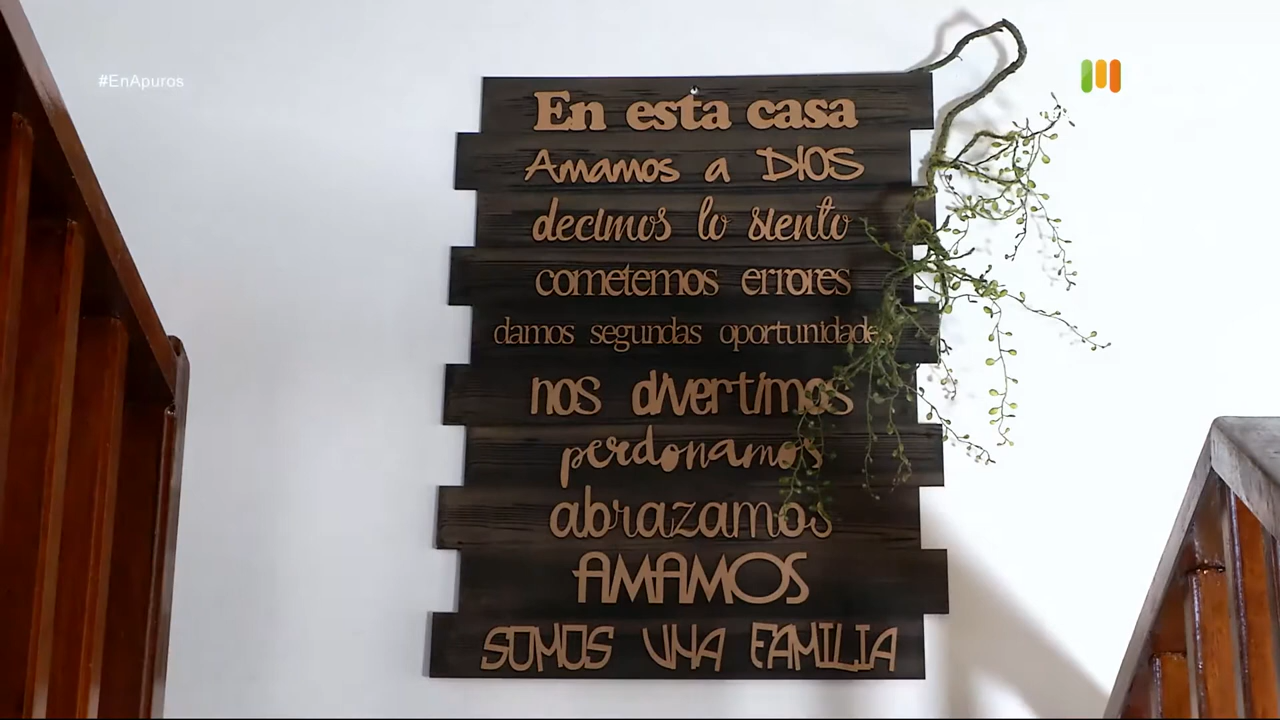 #EnApuros
En esta casa
Amamos a DIOS
decimos lo siento
cometemos errores
damos segundas oportunidades
nos divertimos
perdonamos
abrazamos
AMAMOS
SOMOS UNA FAMILIA